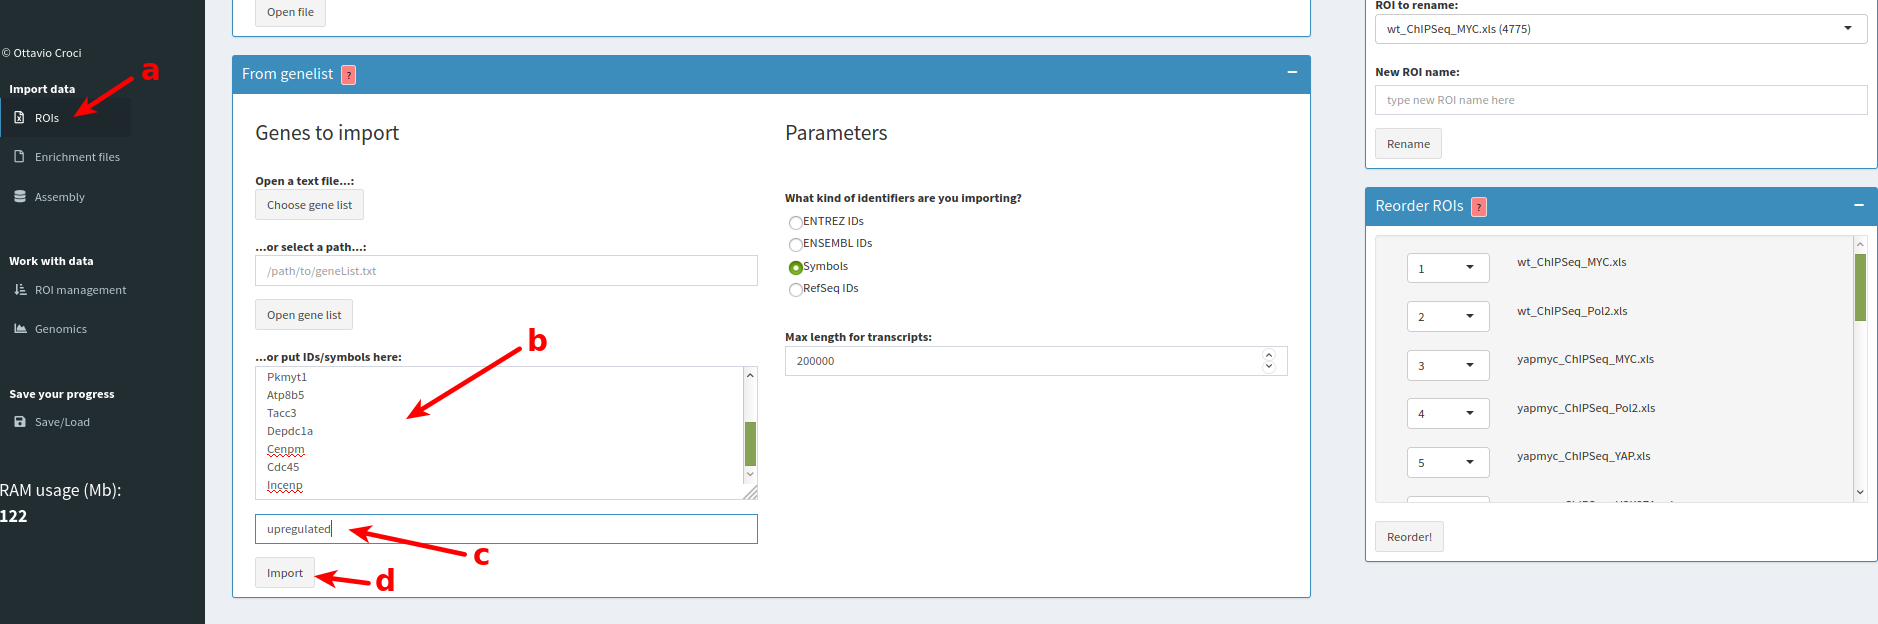 © Ottavio Croci
Import data
a
ROIs
Enrichment files
Assembly
Work with data
ROI management
Genomics
Save your progress
Save/Load
RAM usage (Mb):
122
Open file
From genelist ?
Genes to import
Open a text file...:
Choose gene list
...or select a path...:
/path/to/geneList.txt
Open gene list
b
...or put IDs/symbols here:
Pkmyt1
Atp8b5
Tacc3
Depdc1a
Cenpm
Cdc45
Incenp
upregulated
c
Import
d
Parameters
What kind of identifiers are you importing?
ENTREZ IDs
ENSEMBL IDs
Symbols
RefSeq IDs
Max length for transcripts:
200000
ROI to rename:
wt_ChIPSeq_MYC.xls (4775)
New ROI name:
type new ROI name here
Rename
Reorder ROIs ?
1 wt_ChIPSeq_MYC.xls
2 wt_ChIPSeq_Pol2.xls
3 yapmyc_ChIPSeq_MYC.xls
4 yapmyc_ChIPSeq_Pol2.xls
5 yapmyc_ChIPSeq_YAP.xls
Reorder!